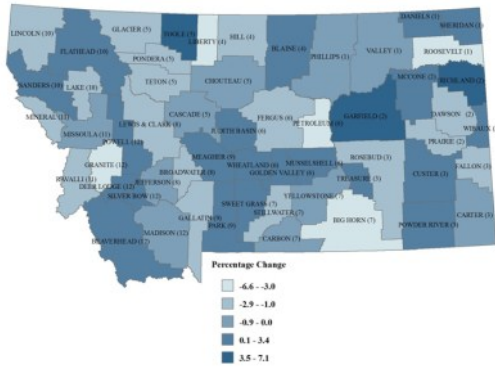 DANIELS (1)
SHERIDAN (1)
LINCOLN (10)
GLACIER (5)
TOOLE (5)
LIBERTY (4)
HILL (4)
BLAINE (4)
PHILLIPS (1)
VALLEY (1)
ROOSEVELT (1)
FLATHEAD (10)
PONDERA (5)
TETON (5)
CHOUTEAU (5)
MCCONE (2)
RICHLAND (2)
SANDERS (10)
LAKE (10)
CASCADE (5)
FERGUS (6)
PETROLEUM (6)
GARFIELD (2)
DAWSON (2)
MINERAL (11)
MISSOULA (11)
LEWIS & CLARK (8)
JUDITH BASIN (6)
PRAIRIE (2)
POWELL (12)
MEAGHER (9)
WHEATLAND (6)
MUSSELSHELL (6)
ROSEBUD (3)
FALLON (3)
GRANITE (12)
BROADWATER (8)
GOLDEN VALLEY (6)
TREASURE (3)
CUSTER (3)
RAVALLI (11)
DEER LODGE (12)
JEFFERSON (8)
SILVER BOW (12)
SWEET GRASS (7)
YELLOWSTONE (7)
GALLATIN (9)
PARK (9)
STILLWATER (7)
BIG HORN (7)
POWDER RIVER (3)
CARTER (3)
MADISON (12)
CARBON (7)
BEAVERHEAD (12)
Percentage Change
-6.6 - -3.0
-2.9 - -1.0
-0.9 - 0.0
0.1 - 3.4
3.5 - 7.1